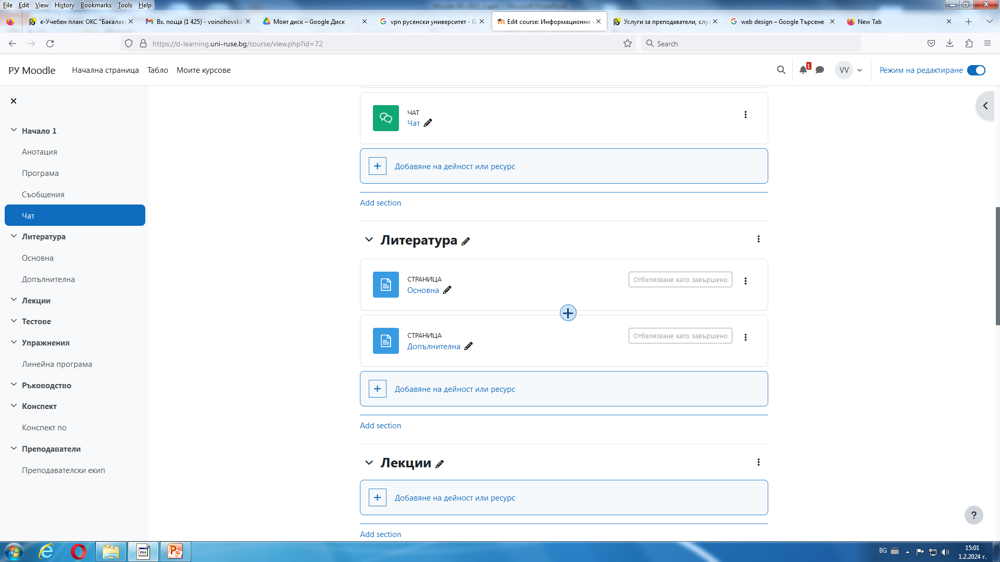 File Edit View History Bookmarks Tools Help
е-Учебен план: ОКС "Бакалавъ
Вх. поща (1 425) - voinohovska
Моят диск – Google Диск
vpn русенски университет - Go
Edit course: Информационни и
Услуги за преподаватели, служ
web design – Google Търсене
New Tab
https://d-learning.uni-ruse.bg/course/view.php?id=72
Search
РУ Moodle
Начална страница
Табло
Моите курсове
1
VV
Режим на редактиране
Начало 1
Анотация
Програма
Съобщения
Чат
Литература
Основна
Допълнителна
Лекции
Тестове
Упражнения
Линейна програма
Ръководство
Конспект
Конспект по
Преподаватели
Преподавателски екип
ЧАТ
Чат
Добавяне на дейност или ресурс
Add section
Литература
СТРАНИЦА
Основна
Отбелязване като завършено
СТРАНИЦА
Допълнителна
Отбелязване като завършено
Добавяне на дейност или ресурс
Add section
Лекции
Добавяне на дейност или ресурс
Add section
?
BG
15:01
1.2.2024 г.